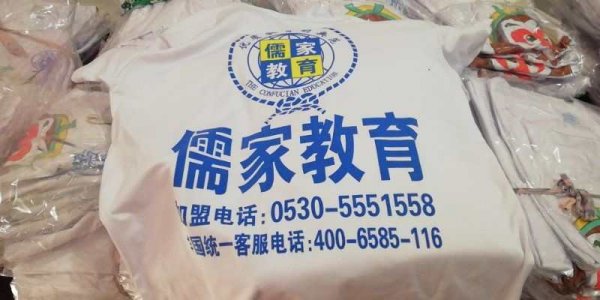 儒家
教育
THE CONFUCIAN EDUCATION
儒家教育
加盟电话:0530-5551558
国统一客服电话:400-6585-116